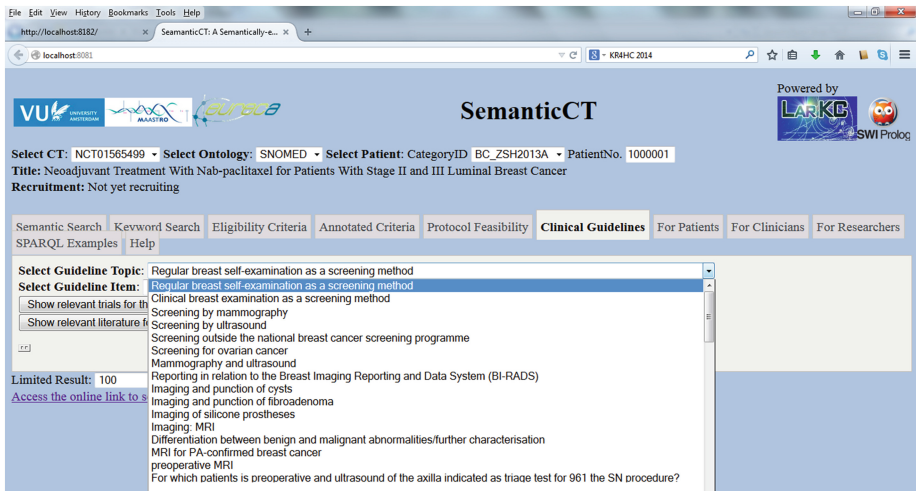 File Edit View History Bookmarks Tools Help
http://localhost:8182/ × SeamanticCT: A Semantically-e... × +
localhost:8081 8 - KR4HC 2014
Powered by
VU UNIVERSITY AMSTERDAM MAASTRO eureca SemanticCT LarKC SWI Prolog
Select CT: NCT01565499 Select Ontology: SNOMED Select Patient: CategoryID BC_ZSH2013A PatientNo. 1000001
Title: Neoadjuvant Treatment With Nab-paclitaxel for Patients With Stage II and III Luminal Breast Cancer
Recruitment: Not yet recruiting
Semantic Search Keyword Search Eligibility Criteria Annotated Criteria Protocol Feasibility Clinical Guidelines For Patients For Clinicians For Researchers
SPARQL Examples Help
Select Guideline Topic: Regular breast self-examination as a screening method
Select Guideline Item: Regular breast self-examination as a screening method
Clinical breast examination as a screening method
Show relevant trials for th
Screening by mammography
Screening by ultrasound
Show relevant literature fo
Screening outside the national breast cancer screening programme
Screening for ovarian cancer
Mammography and ultrasound
Reporting in relation to the Breast Imaging Reporting and Data System (BI-RADS)
Limited Result: 100
Imaging and punction of cysts
Access the online link to s
Imaging and punction of fibroadenoma
Imaging of silicone prostheses
Imaging: MRI
Differentiation between benign and malignant abnormalities/further characterisation
MRI for PA-confirmed breast cancer
preoperative MRI
For which patients is preoperative and ultrasound of the axilla indicated as triage test for 961 the SN procedure?